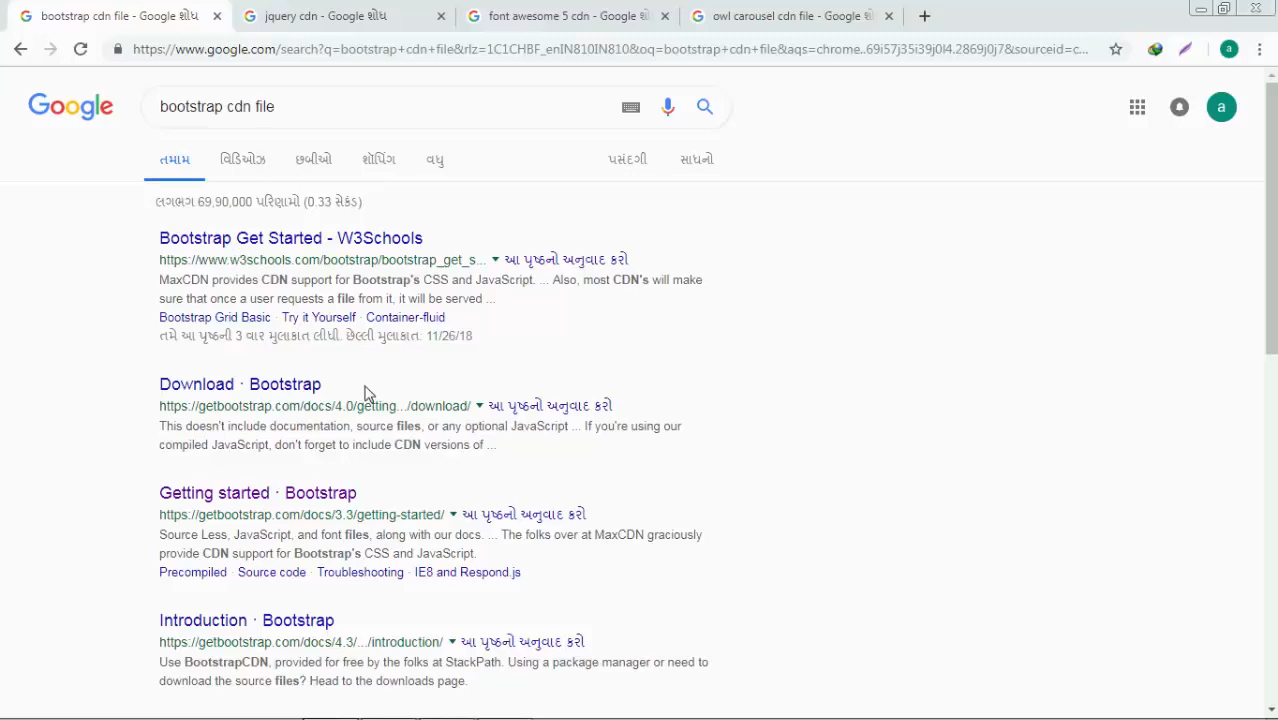 bootstrap cdn file - Google શોધ
jquery cdn - Google શોધ
font awesome 5 cdn - Google શો
owl carousel cdn file - Google શો
https://www.google.com/search?q=bootstrap+cdn+file&rlz=1C1CHBF_enIN810IN810&oq=bootstrap+cdn+file&aqs=chrome..69i57j35i39j0l4.2869j0j7&sourceid=c...
a
Google
bootstrap cdn file
a
તમામ વિડિઓઝ છબીઓ શૉપિંગ વધુ પસંદગી સાધનો
લગભગ 69,90,000 પરિણામો (0.33 સેકંડ)
Bootstrap Get Started - W3Schools
https://www.w3schools.com/bootstrap/bootstrap_get_s... આ પૃષ્ઠનો અનુવાદ કરો
MaxCDN provides CDN support for Bootstrap's CSS and JavaScript. ... Also, most CDN's will make
sure that once a user requests a file from it, it will be served ...
Bootstrap Grid Basic · Try it Yourself · Container-fluid
તમે આ પૃષ્ઠની 3 વાર મુલાકાત લીધી. છેલ્લી મુલાકાત: 11/26/18
Download · Bootstrap
https://getbootstrap.com/docs/4.0/getting.../download/ આ પૃષ્ઠનો અનુવાદ કરો
This doesn't include documentation, source files, or any optional JavaScript ... If you're using our
compiled JavaScript, don't forget to include CDN versions of ...
Getting started · Bootstrap
https://getbootstrap.com/docs/3.3/getting-started/ આ પૃષ્ઠનો અનુવાદ કરો
Source Less, JavaScript, and font files, along with our docs. ... The folks over at MaxCDN graciously
provide CDN support for Bootstrap's CSS and JavaScript.
Precompiled · Source code · Troubleshooting · IE8 and Respond.js
Introduction · Bootstrap
https://getbootstrap.com/docs/4.3/.../introduction/ આ પૃષ્ઠનો અનુવાદ કરો
Use BootstrapCDN, provided for free by the folks at StackPath. Using a package manager or need to
download the source files? Head to the downloads page.